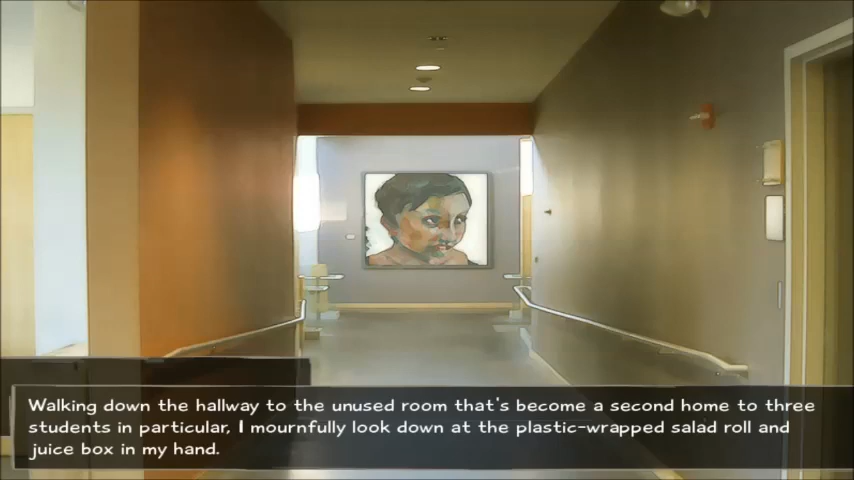 Walking down the hallway to the unused room that's become a second home to three
students in particular, I mournfully look down at the plastic-wrapped salad roll and
juice box in my hand.